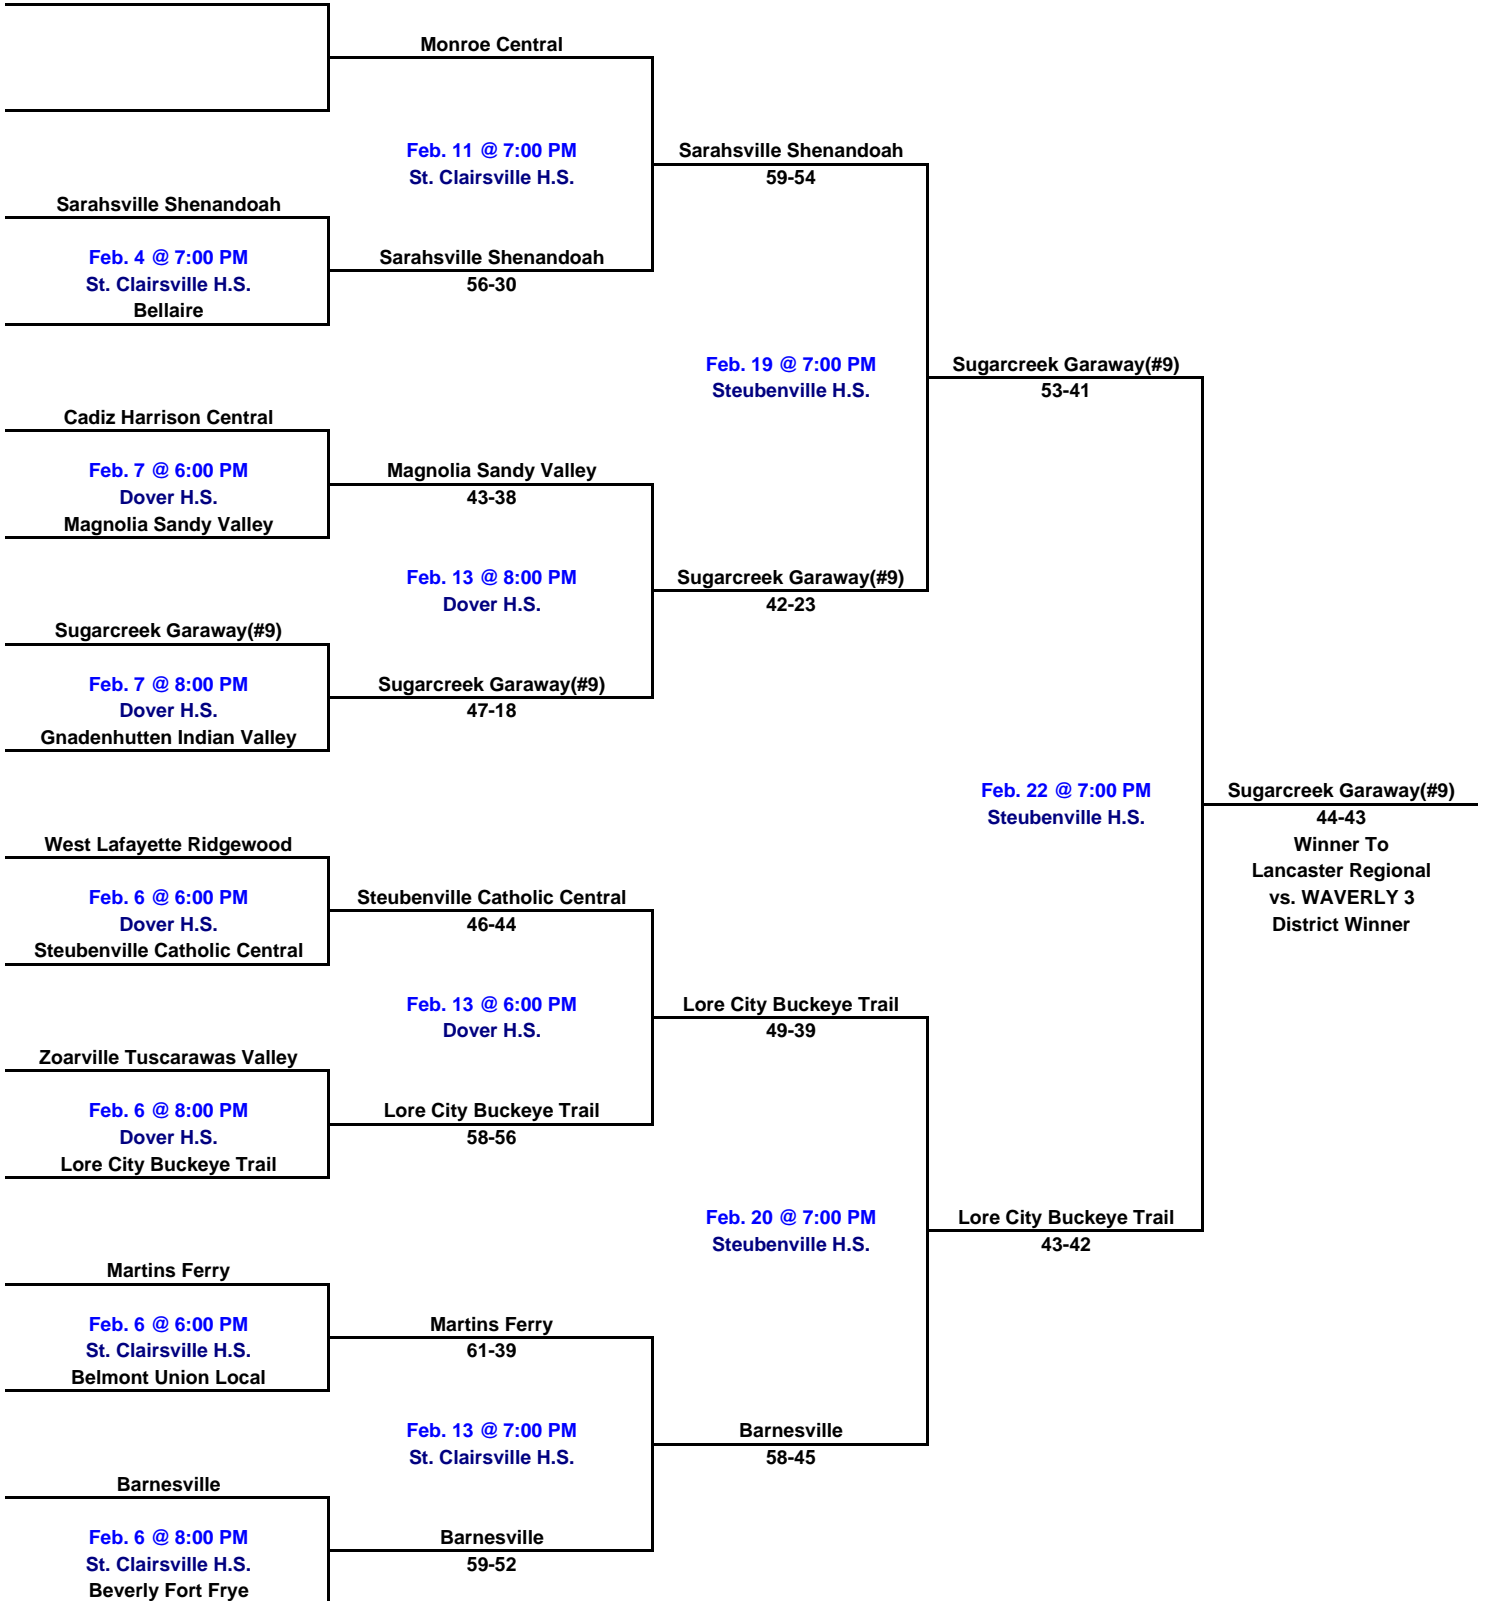 Monroe Central
Feb. 11 @ 7:00 PM
St. Clairsville H.S.
Sarahsville Shenandoah
59-54
Sarahsville Shenandoah
Feb. 4 @ 7:00 PM
St. Clairsville H.S.
Bellaire
Sarahsville Shenandoah
56-30
Feb. 19 @ 7:00 PM
Steubenville H.S.
Sugarcreek Garaway(#9)
53-41
Cadiz Harrison Central
Feb. 7 @ 6:00 PM
Dover H.S.
Magnolia Sandy Valley
Magnolia Sandy Valley
43-38
Feb. 13 @ 8:00 PM
Dover H.S.
Sugarcreek Garaway(#9)
42-23
Sugarcreek Garaway(#9)
Feb. 7 @ 8:00 PM
Dover H.S.
Gnadenhutten Indian Valley
Sugarcreek Garaway(#9)
47-18
Feb. 22 @ 7:00 PM
Steubenville H.S.
Sugarcreek Garaway(#9)
44-43
Winner To
Lancaster Regional
vs. WAVERLY 3
District Winner
West Lafayette Ridgewood
Feb. 6 @ 6:00 PM
Dover H.S.
Steubenville Catholic Central
Steubenville Catholic Central
46-44
Feb. 13 @ 6:00 PM
Dover H.S.
Lore City Buckeye Trail
49-39
Zoarville Tuscarawas Valley
Feb. 6 @ 8:00 PM
Dover H.S.
Lore City Buckeye Trail
Lore City Buckeye Trail
58-56
Feb. 20 @ 7:00 PM
Steubenville H.S.
Lore City Buckeye Trail
43-42
Martins Ferry
Feb. 6 @ 6:00 PM
St. Clairsville H.S.
Belmont Union Local
Martins Ferry
61-39
Feb. 13 @ 7:00 PM
St. Clairsville H.S.
Barnesville
58-45
Barnesville
Feb. 6 @ 8:00 PM
St. Clairsville H.S.
Beverly Fort Frye
Barnesville
59-52